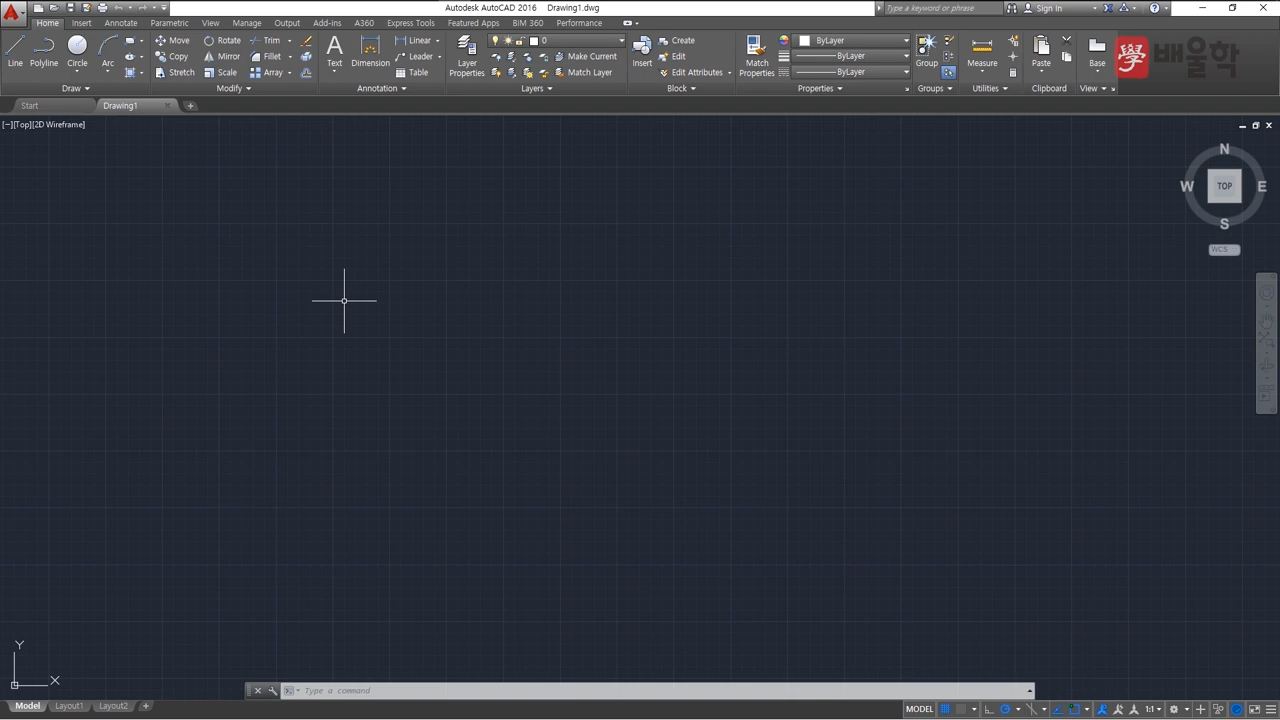 Autodesk AutoCAD 2016 Drawing1.dwg
Type a keyword or phrase
Sign In
Home Insert Annotate Parametric View Manage Output Add-ins A360 Express Tools Featured Apps BIM 360 Performance
Line Polyline Circle Arc
Move Rotate Trim
Copy Mirror Fillet
Stretch Scale Array
Text Dimension
Linear
Leader
Table
Layer Properties
0
Make Current
Match Layer
Insert
Create
Edit
Edit Attributes
Match Properties
ByLayer
ByLayer
ByLayer
Group
Measure
Paste
Base
學 배울학
Draw Modify Annotation Layers Block Properties Groups Utilities Clipboard View
Start Drawing1
[−][Top][2D Wireframe]
N
W TOP E
S
WCS
Y
X
Type a command
Model Layout1 Layout2
MODEL 1:1